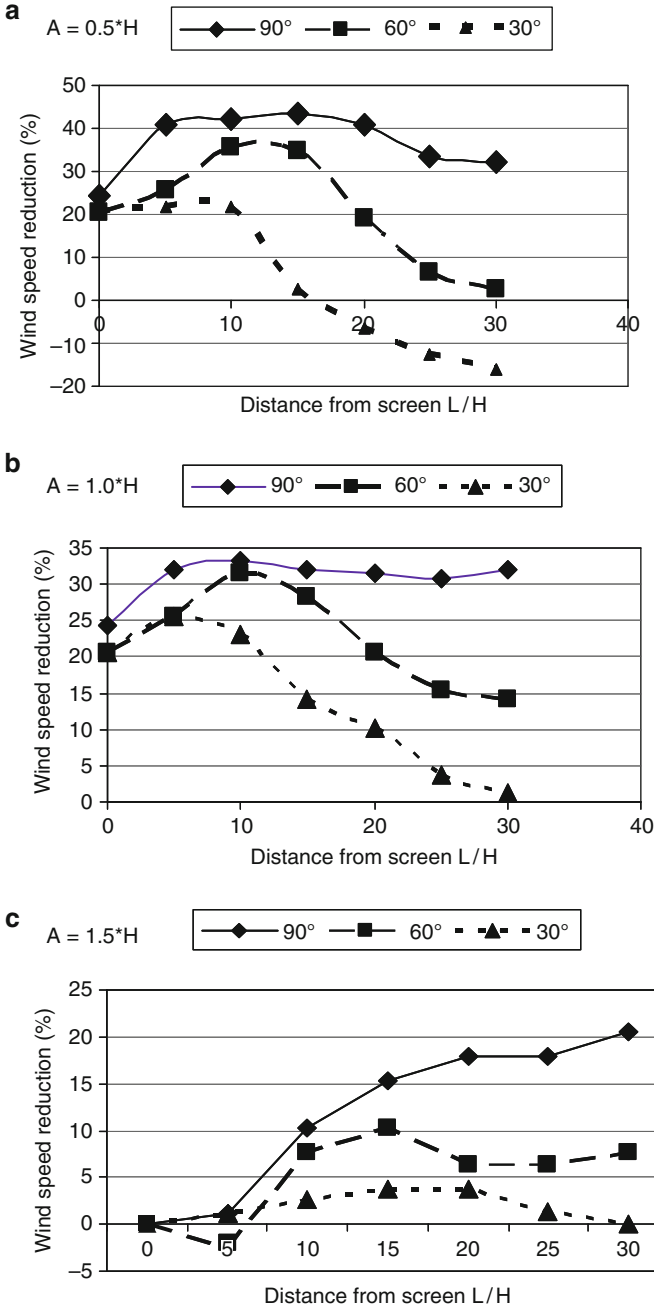 a
A = 0.5*H
90° 60° 30°
50
40
30
20
10
0
–10
–20
0 10 20 30 40
Wind speed reduction (%)
Distance from screen L/H
b
A = 1.0*H
90° 60° 30°
35
30
25
20
15
10
5
0
0 10 20 30 40
Wind speed reduction (%)
Distance from screen L/H
c
A = 1.5*H
90° 60° 30°
25
20
15
10
5
0
–5
0 5 10 15 20 25 30
Wind speed reduction (%)
Distance from screen L/H